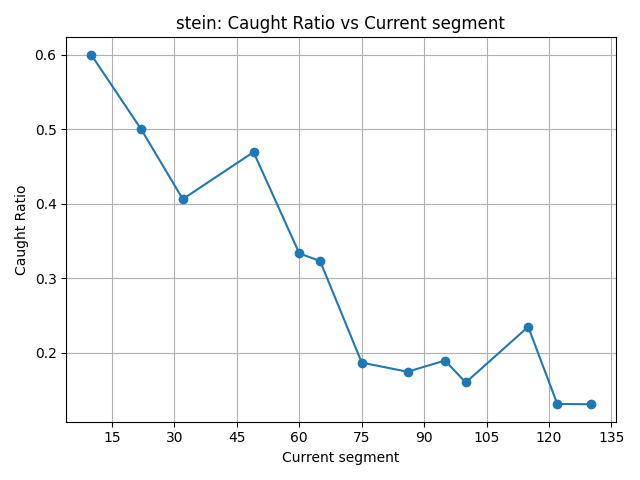 stein: Caught Ratio vs Current segment
0.6
0.5
0.4
0.3
0.2
Caught Ratio
15 30 45 60 75 90 105 120 135
Current segment